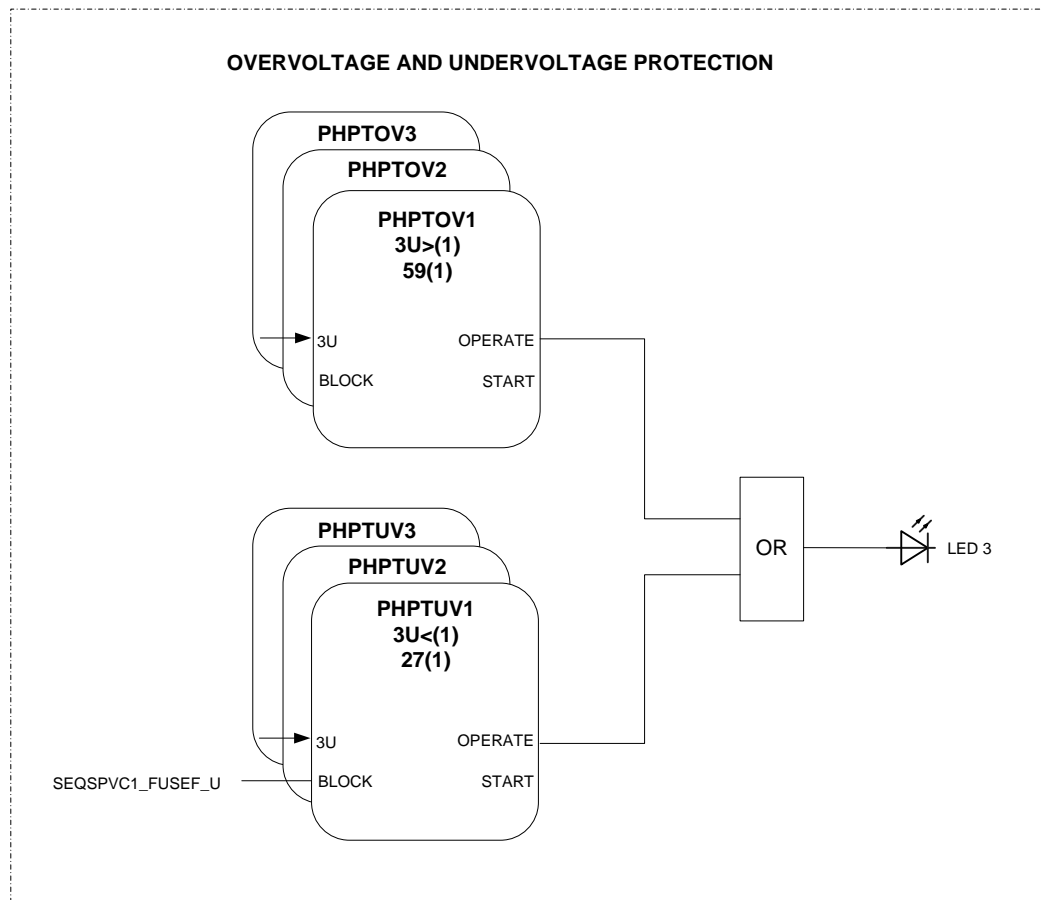 OVERVOLTAGE AND UNDERVOLTAGE PROTECTION
PHPTOV3
PHPTOV2
PHPTOV1
3U>(1)
59(1)
3U
OPERATE
BLOCK
START
PHPTUV3
PHPTUV2
PHPTUV1
3U<(1)
27(1)
3U
OPERATE
SEQSPVC1_FUSEF_U
BLOCK
START
OR
LED 3